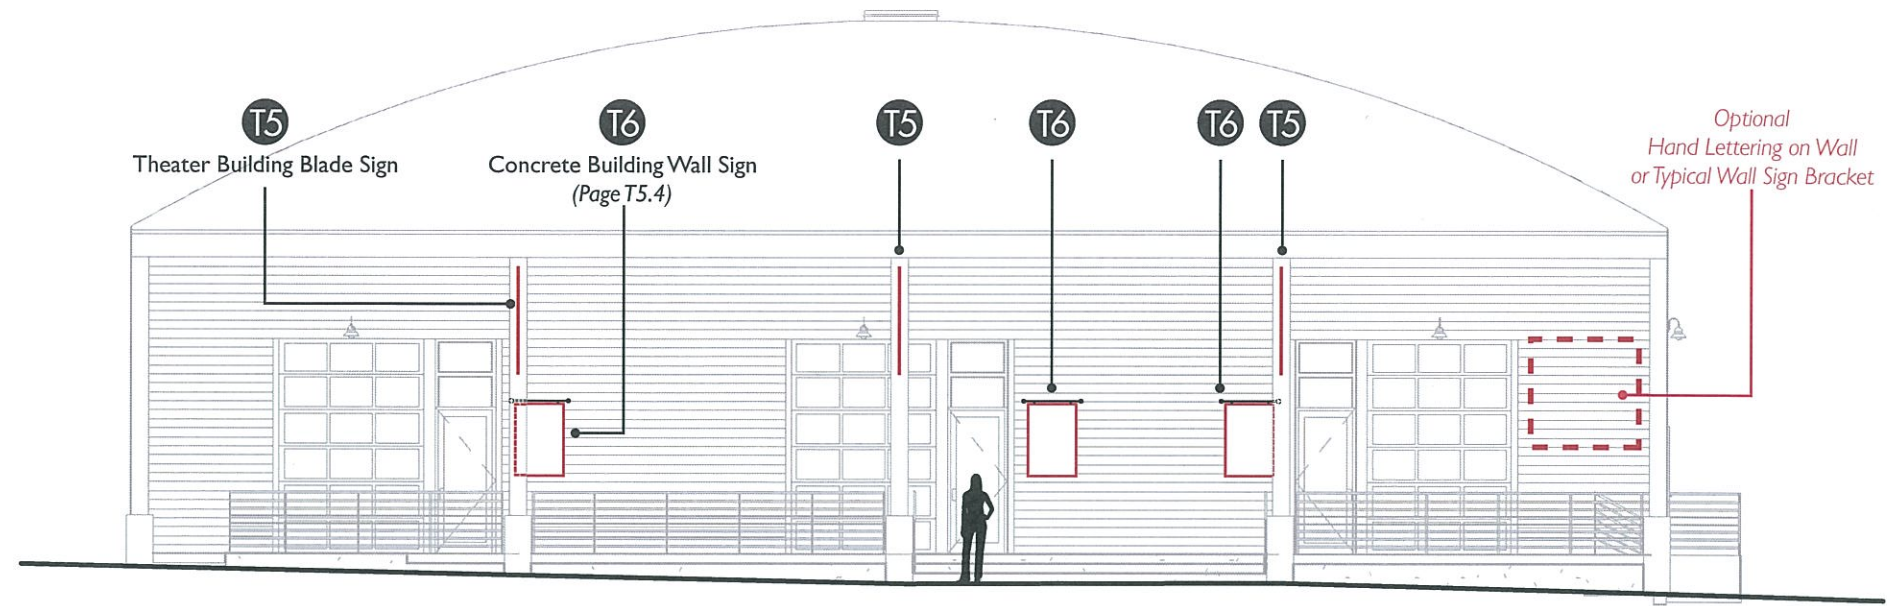 T5
Theater Building Blade Sign
T6
Concrete Building Wall Sign
(Page T5.4)
T5
T6
T6
T5
Optional
Hand Lettering on Wall
or Typical Wall Sign Bracket